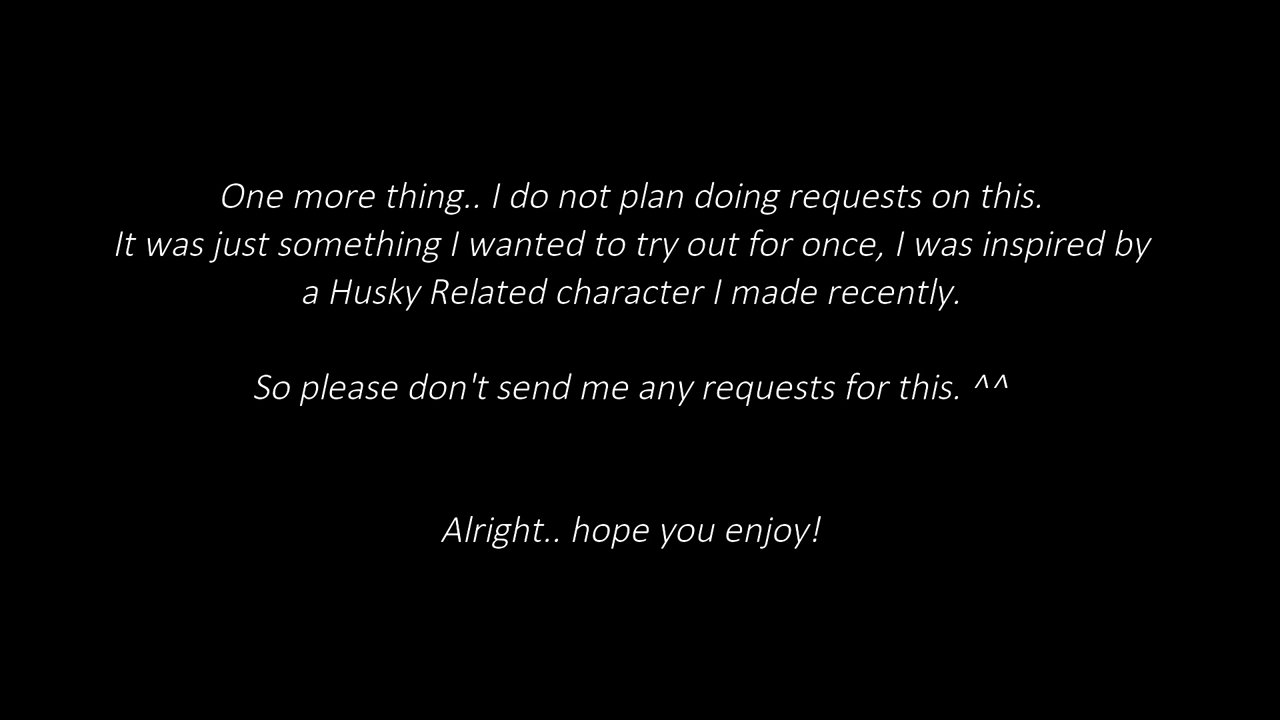 One more thing.. I do not plan doing requests on this.
It was just something I wanted to try out for once, I was inspired by
a Husky Related character I made recently.
So please don't send me any requests for this. ^^
Alright.. hope you enjoy!